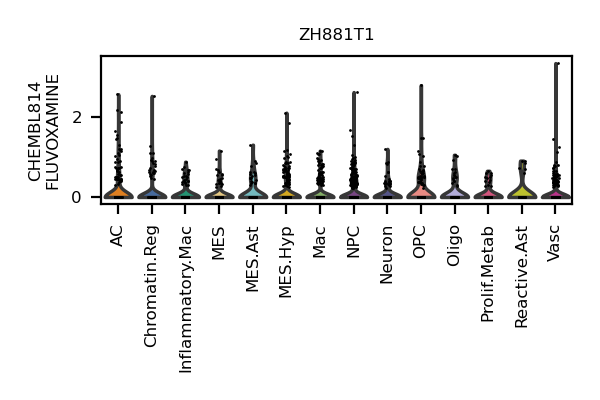 ZH881T1
CHEMBL814
FLUVOXAMINE
2
0
AC
Chromatin.Reg
Inflammatory.Mac
MES
MES.Ast
MES.Hyp
Mac
NPC
Neuron
OPC
Oligo
Prolif.Metab
Reactive.Ast
Vasc